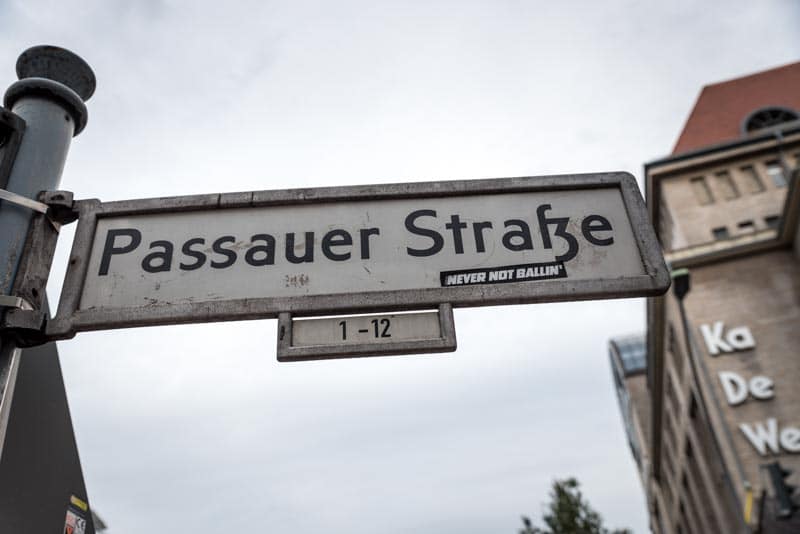 Passauer Straße
NEVER NOT BALLIN'
1 - 12
Ka
De
We